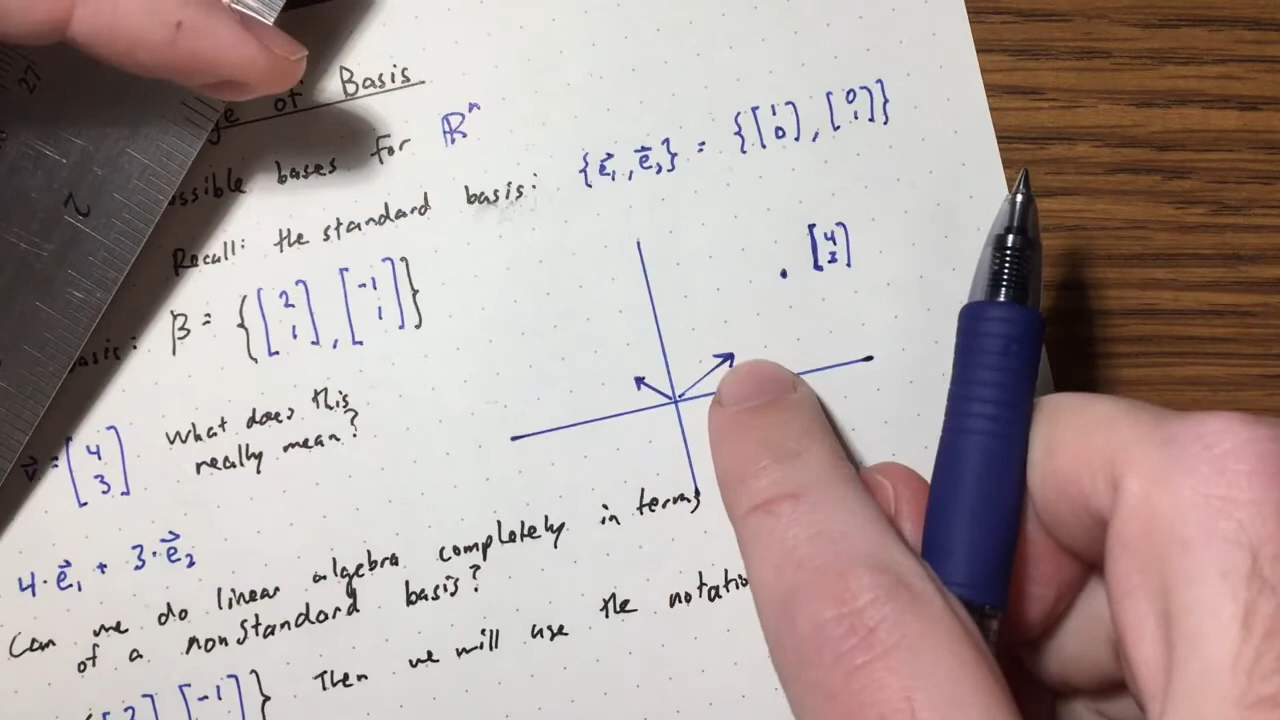 of Basis
bases for ℝⁿ
Recall: the standard basis: {e⃗₁, e⃗₂} = {[1 0], [0 1]}
β = {[2 1], [-1 1]}
[4 3]
v⃗ = [4 3] What does this really mean?
4·e⃗₁ + 3·e⃗₂
Can we do linear algebra completely in terms
of a nonstandard basis?
Then we will use the
27
2